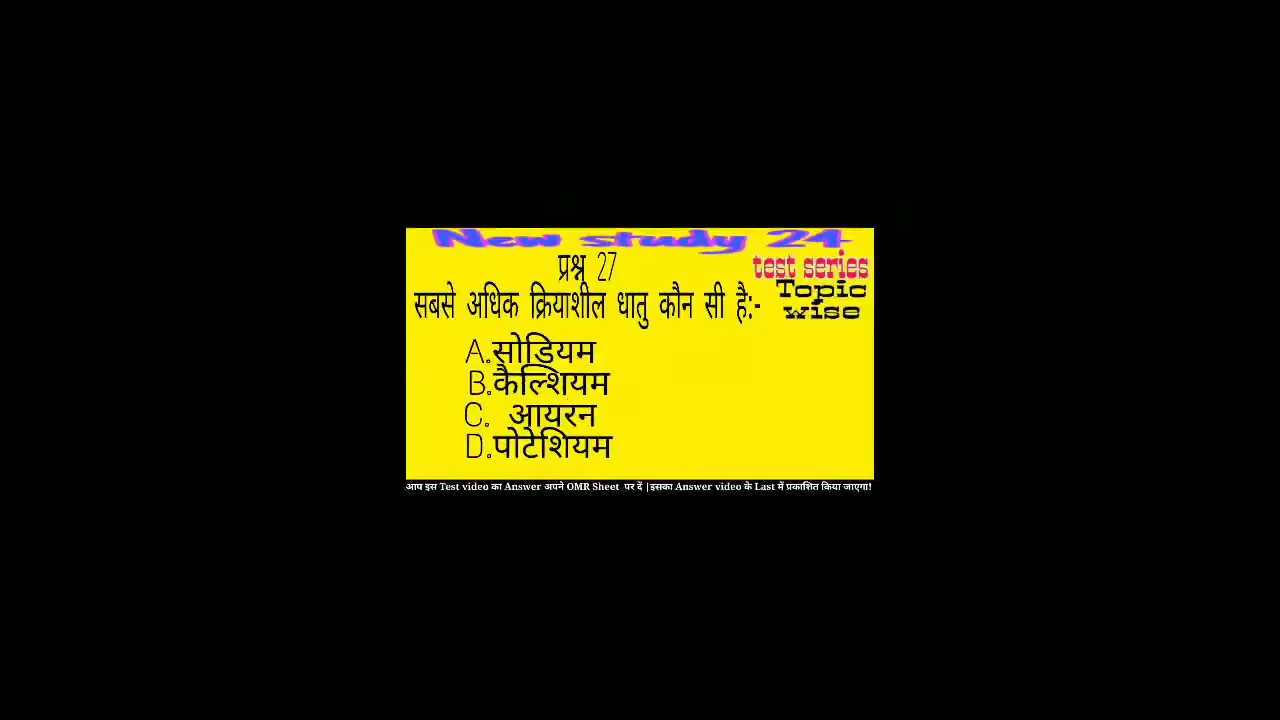 New study 24
प्रश्न 27
test series
सबसे अधिक क्रियाशील धातु कौन सी है:-
Topic
wise
A.सोडियम
B.कैल्शियम
C. आयरन
D.पोटेशियम
आप इस Test video का Answer अपने OMR Sheet पर दें |इसका Answer video के Last में प्रकाशित किया जाएगा!